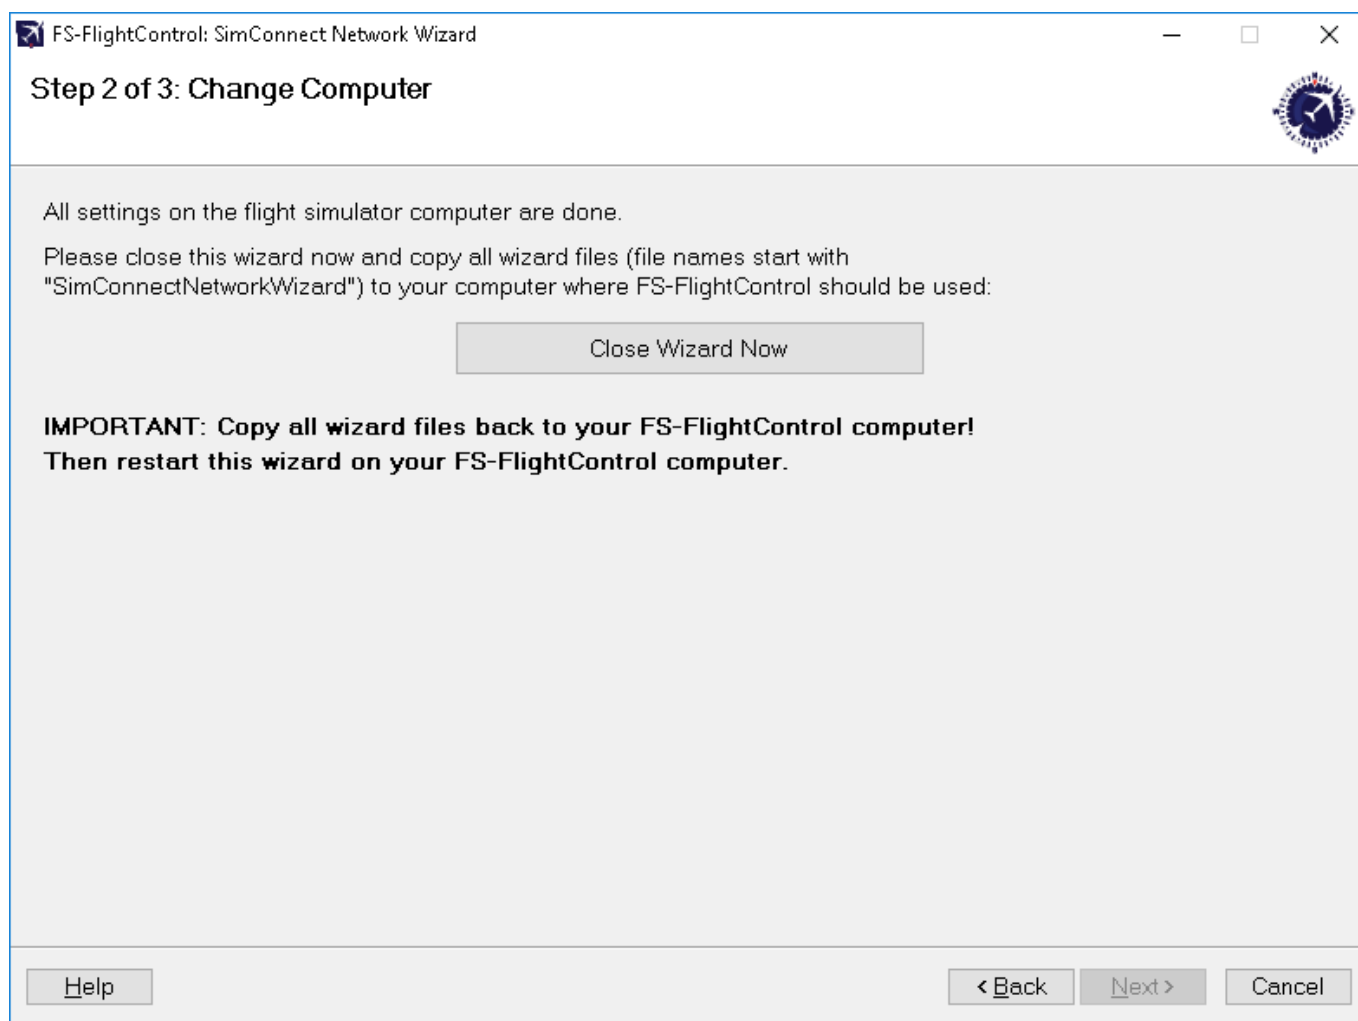 FS-FlightControl: SimConnect Network Wizard
Step 2 of 3: Change Computer
All settings on the flight simulator computer are done.
Please close this wizard now and copy all wizard files (file names start with
"SimConnectNetworkWizard") to your computer where FS-FlightControl should be used:
Close Wizard Now
IMPORTANT: Copy all wizard files back to your FS-FlightControl computer!
Then restart this wizard on your FS-FlightControl computer.
Help
< Back
Next >
Cancel